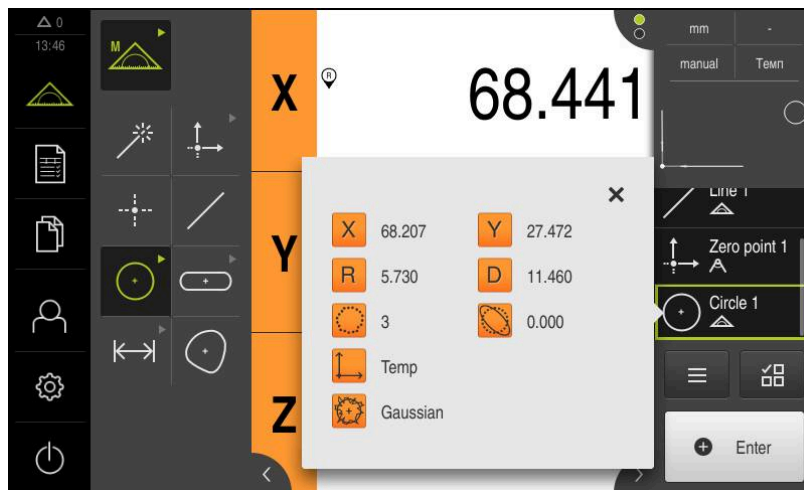 0
13:46
M
X
R
68.441
mm
-
manual
Темп
Line 1
Zero point 1
Circle 1
Y
Z
X 68.207 Y 27.472
R 5.730 D 11.460
3 0.000
Temp
Gaussian
Enter